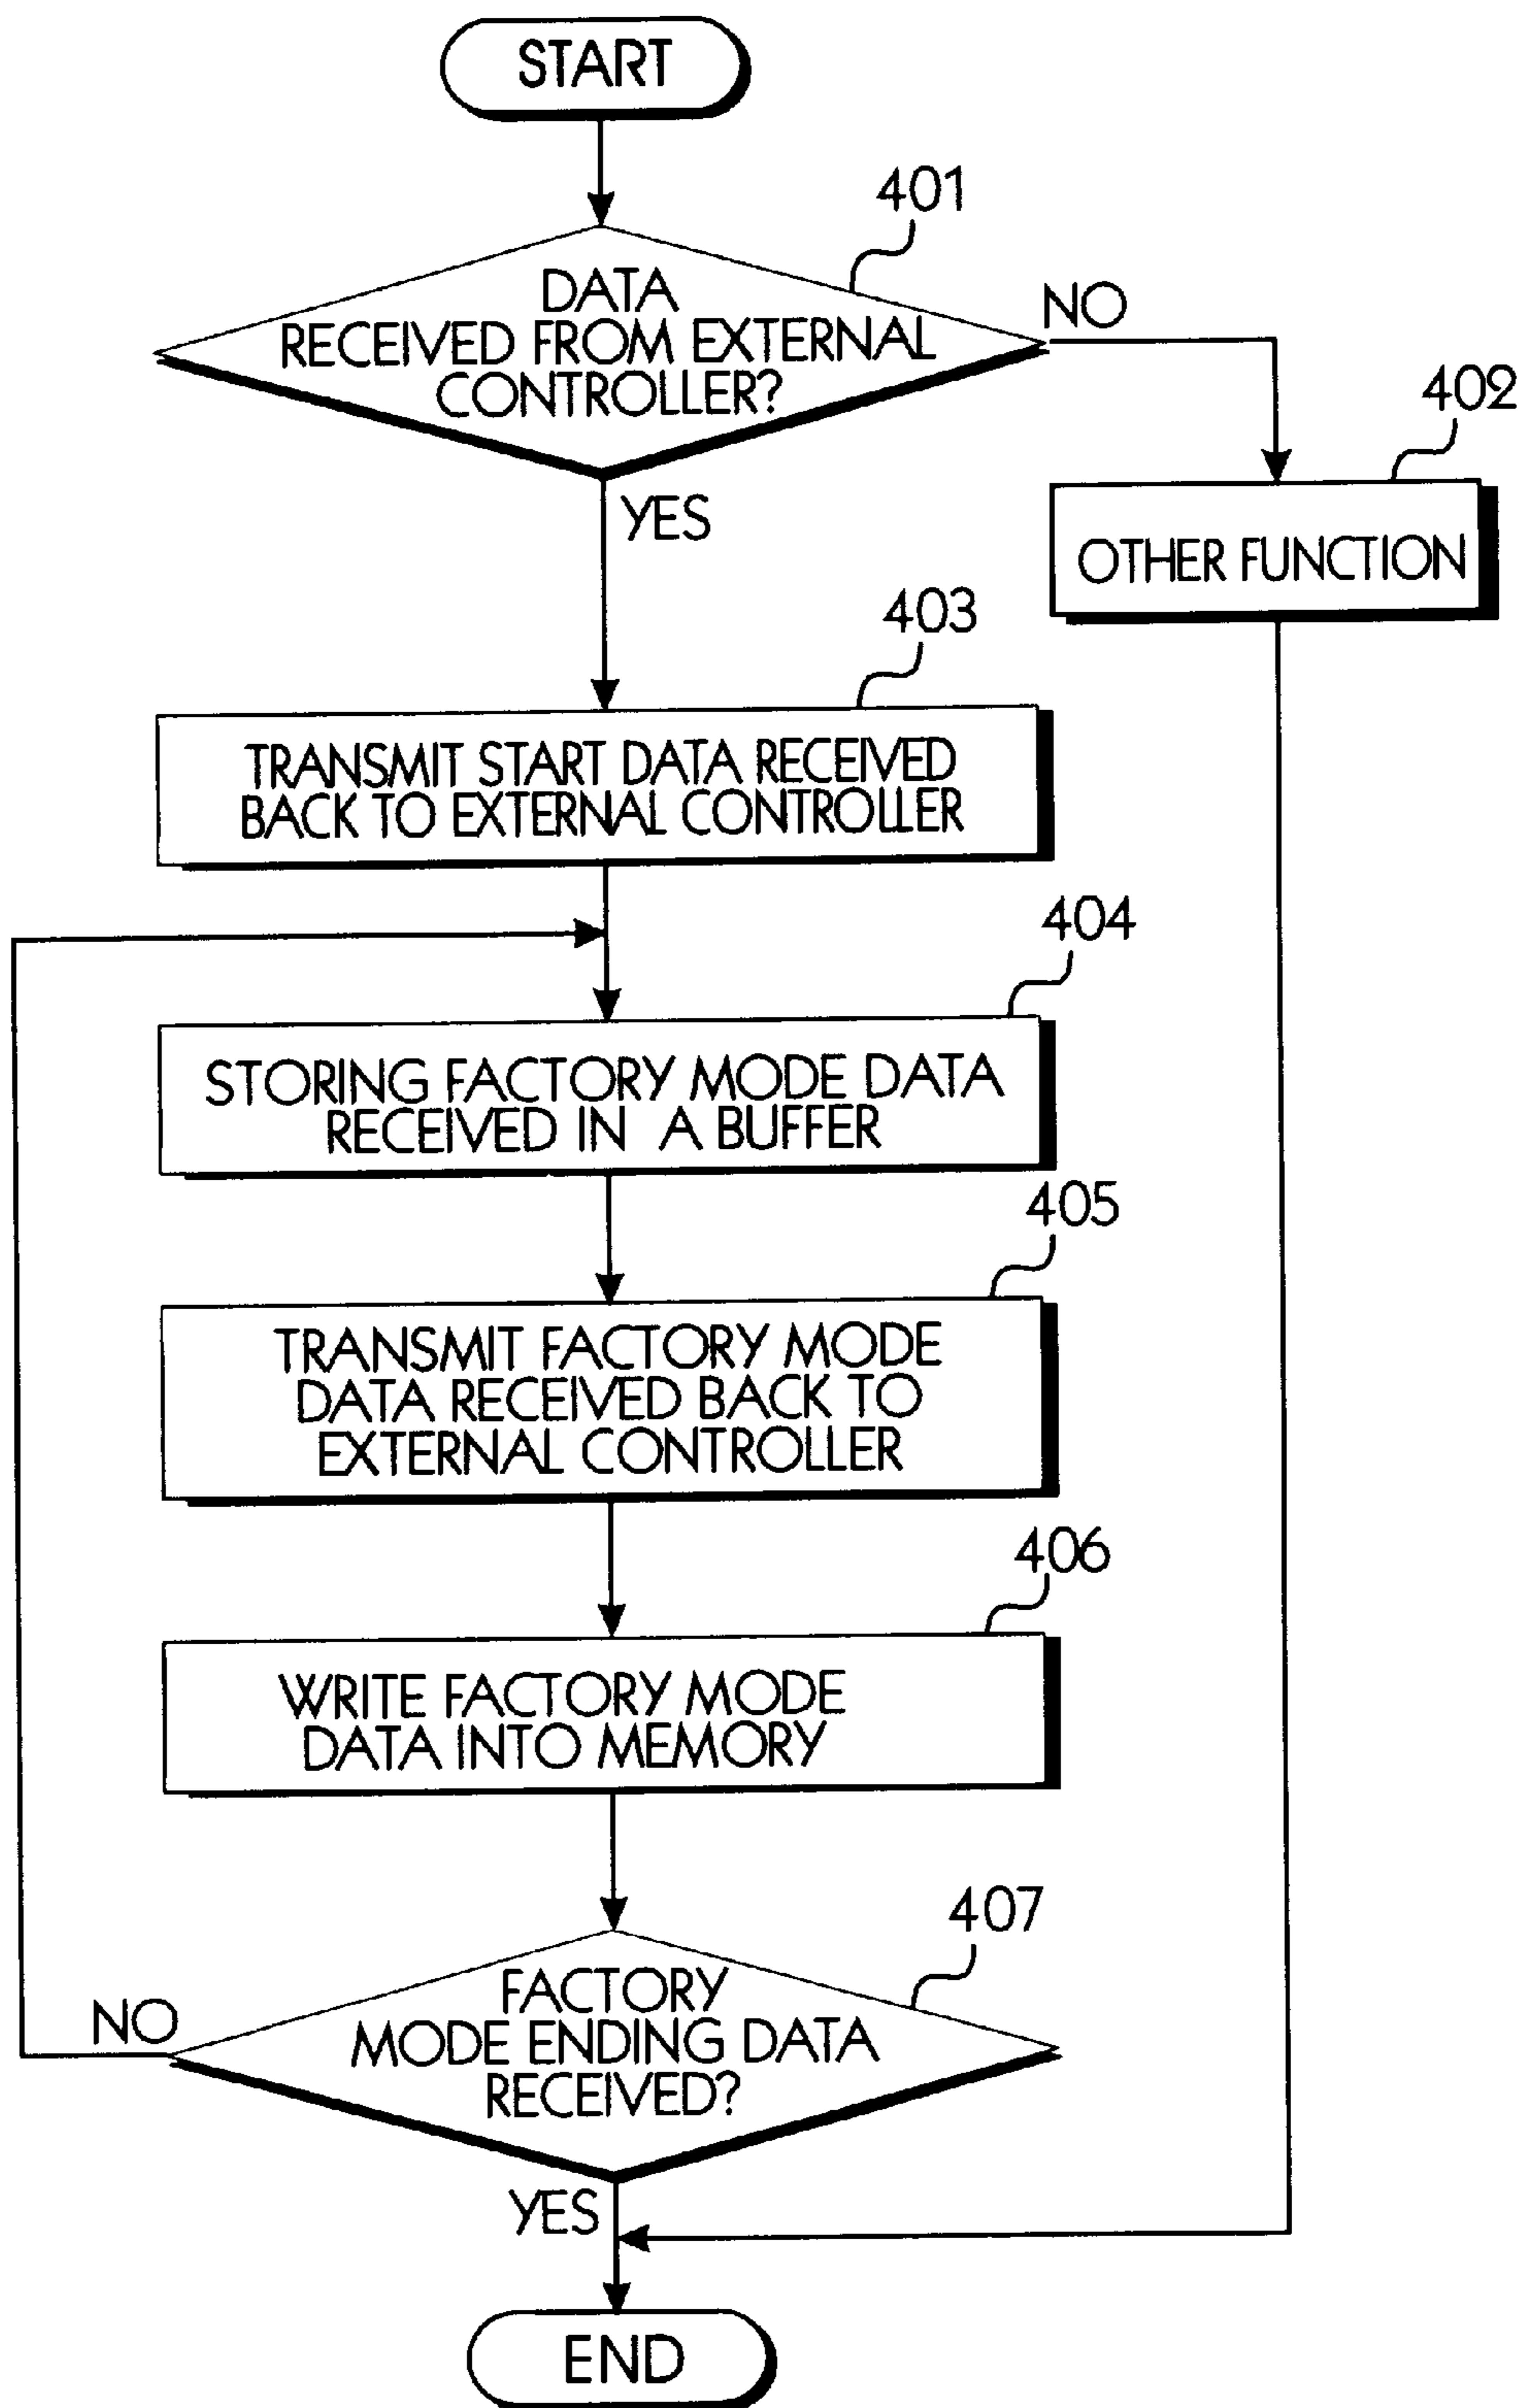 START
401
DATA
RECEIVED FROM EXTERNAL
CONTROLLER?
NO
402
YES
OTHER FUNCTION
403
TRANSMIT START DATA RECEIVED
BACK TO EXTERNAL CONTROLLER
404
STORING FACTORY MODE DATA
RECEIVED IN A BUFFER
405
TRANSMIT FACTORY MODE
DATA RECEIVED BACK TO
EXTERNAL CONTROLLER
406
WRITE FACTORY MODE
DATA INTO MEMORY
407
FACTORY
MODE ENDING DATA
RECEIVED?
NO
YES
END